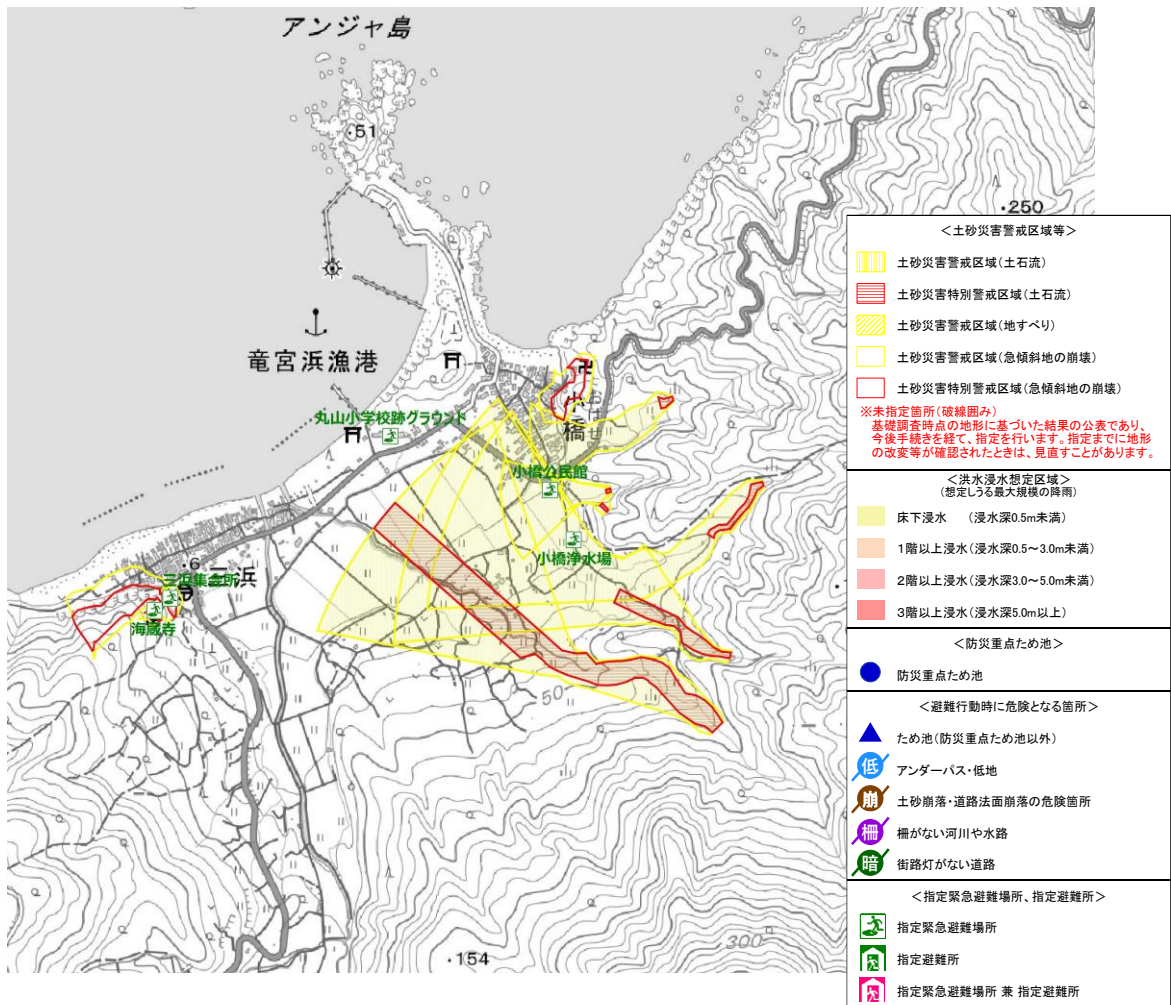 アンジャ島
・51
・250
竜宮浜漁港
丸山小学校跡グラウンド
小橋
おばせ
小橋公民館
小橋浄水場
・6
三浜
三浜集会所
海蔵寺
50
300
・154
＜土砂災害警戒区域等＞
土砂災害警戒区域(土石流)
土砂災害特別警戒区域(土石流)
土砂災害警戒区域(地すべり)
土砂災害警戒区域(急傾斜地の崩壊)
土砂災害特別警戒区域(急傾斜地の崩壊)
※未指定箇所(破線囲み)
基礎調査時点の地形に基づいた結果の公表であり、
今後手続きを経て、指定を行います。指定までに地形
の改変等が確認されたときは、見直すことがあります。
＜洪水浸水想定区域＞
(想定しうる最大規模の降雨)
床下浸水　(浸水深0.5m未満)
1階以上浸水(浸水深0.5～3.0m未満)
2階以上浸水(浸水深3.0～5.0m未満)
3階以上浸水(浸水深5.0m以上)
＜防災重点ため池＞
防災重点ため池
＜避難行動時に危険となる箇所＞
ため池(防災重点ため池以外)
低 アンダーパス・低地
崩 土砂崩落・道路法面崩落の危険箇所
柵 柵がない河川や水路
暗 街路灯がない道路
＜指定緊急避難場所、指定避難所＞
指定緊急避難場所
指定避難所
指定緊急避難場所 兼 指定避難所